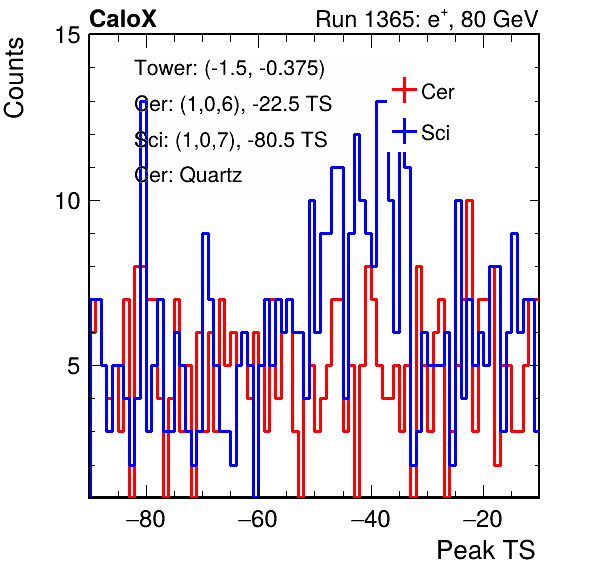 CaloX Run 1365: e⁺, 80 GeV
Counts
15
Tower: (-1.5, -0.375)
Cer: (1,0,6), -22.5 TS
Cer
Sci: (1,0,7), -80.5 TS
Sci
Cer: Quartz
10
5
−80 −60 −40 −20
Peak TS